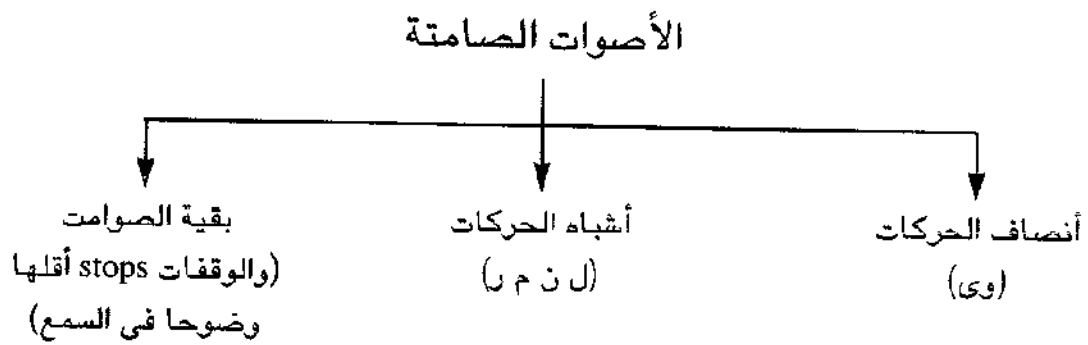 الأصوات الصامتة
أنصاف الحركات
(وى)
أشباه الحركات
(ل ن م ر)
بقية الصوامت
(والوقفات stops أقلها
وضوحا فى السمع)